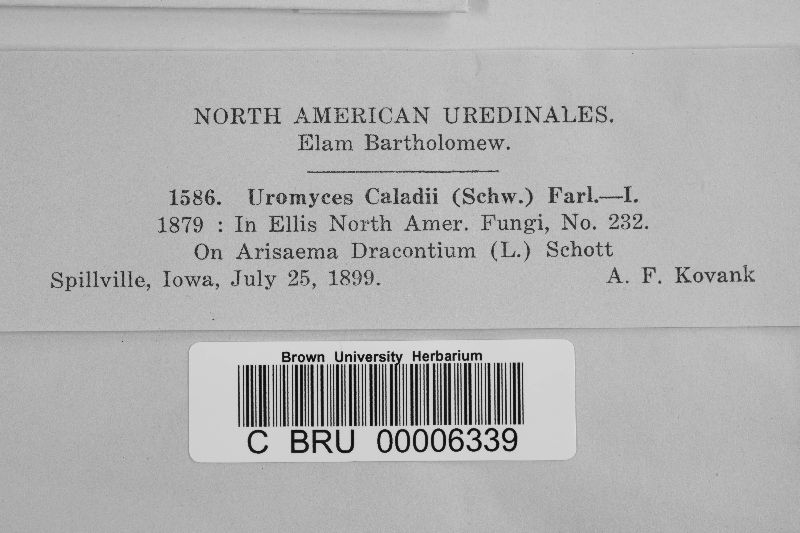 NORTH AMERICAN UREDINALES.
Elam Bartholomew.
1586. Uromyces Caladii (Schw.) Farl.—I.
1879 : In Ellis North Amer. Fungi, No. 232.
On Arisaema Dracontium (L.) Schott
Spillville, Iowa, July 25, 1899. A. F. Kovank
Brown University Herbarium
C BRU 00006339